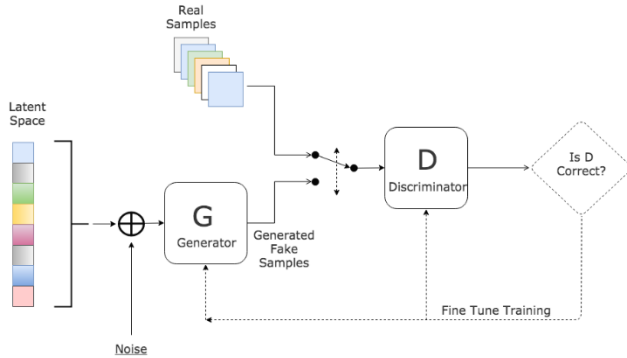 Real
Samples
Latent
Space
G
Generator
Generated
Fake
Samples
D
Discriminator
Is D
Correct?
Fine Tune Training
Noise